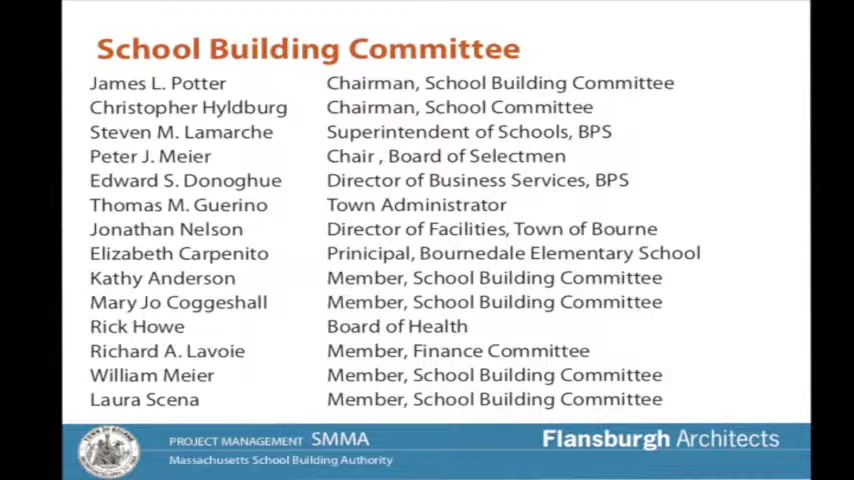 School Building Committee
James L. Potter Chairman, School Building Committee
Christopher Hyldburg Chairman, School Committee
Steven M. Lamarche Superintendent of Schools, BPS
Peter J. Meier Chair , Board of Selectmen
Edward S. Donoghue Director of Business Services, BPS
Thomas M. Guerino Town Administrator
Jonathan Nelson Director of Facilities, Town of Bourne
Elizabeth Carpenito Prinicipal, Bournedale Elementary School
Kathy Anderson Member, School Building Committee
Mary Jo Coggeshall Member, School Building Committee
Rick Howe Board of Health
Richard A. Lavoie Member, Finance Committee
William Meier Member, School Building Committee
Laura Scena Member, School Building Committee
TOWN OF BOURNE
PROJECT MANAGEMENT SMMA
Massachusetts School Building Authority
Flansburgh Architects